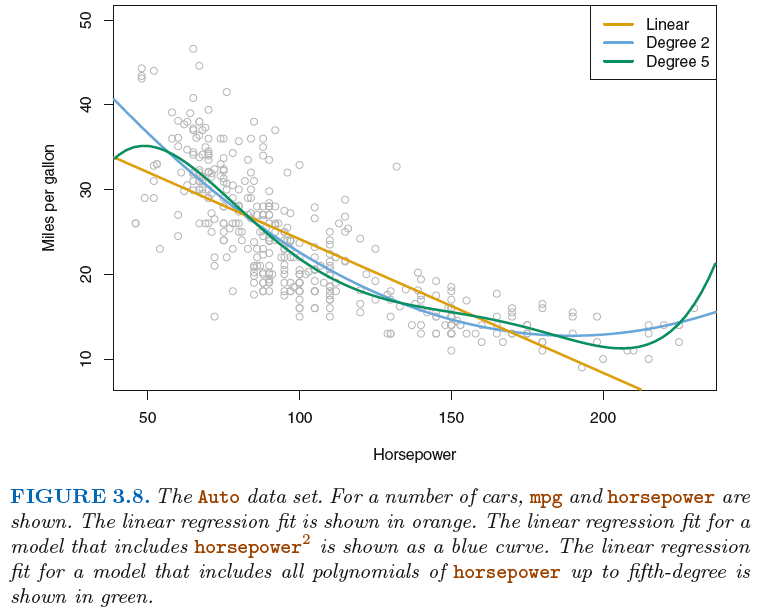 50
40
30
20
10
Miles per gallon
Linear
Degree 2
Degree 5
50 100 150 200
Horsepower
FIGURE 3.8. The Auto data set. For a number of cars, mpg and horsepower are
shown. The linear regression fit is shown in orange. The linear regression fit for a
model that includes horsepower² is shown as a blue curve. The linear regression
fit for a model that includes all polynomials of horsepower up to fifth-degree is
shown in green.